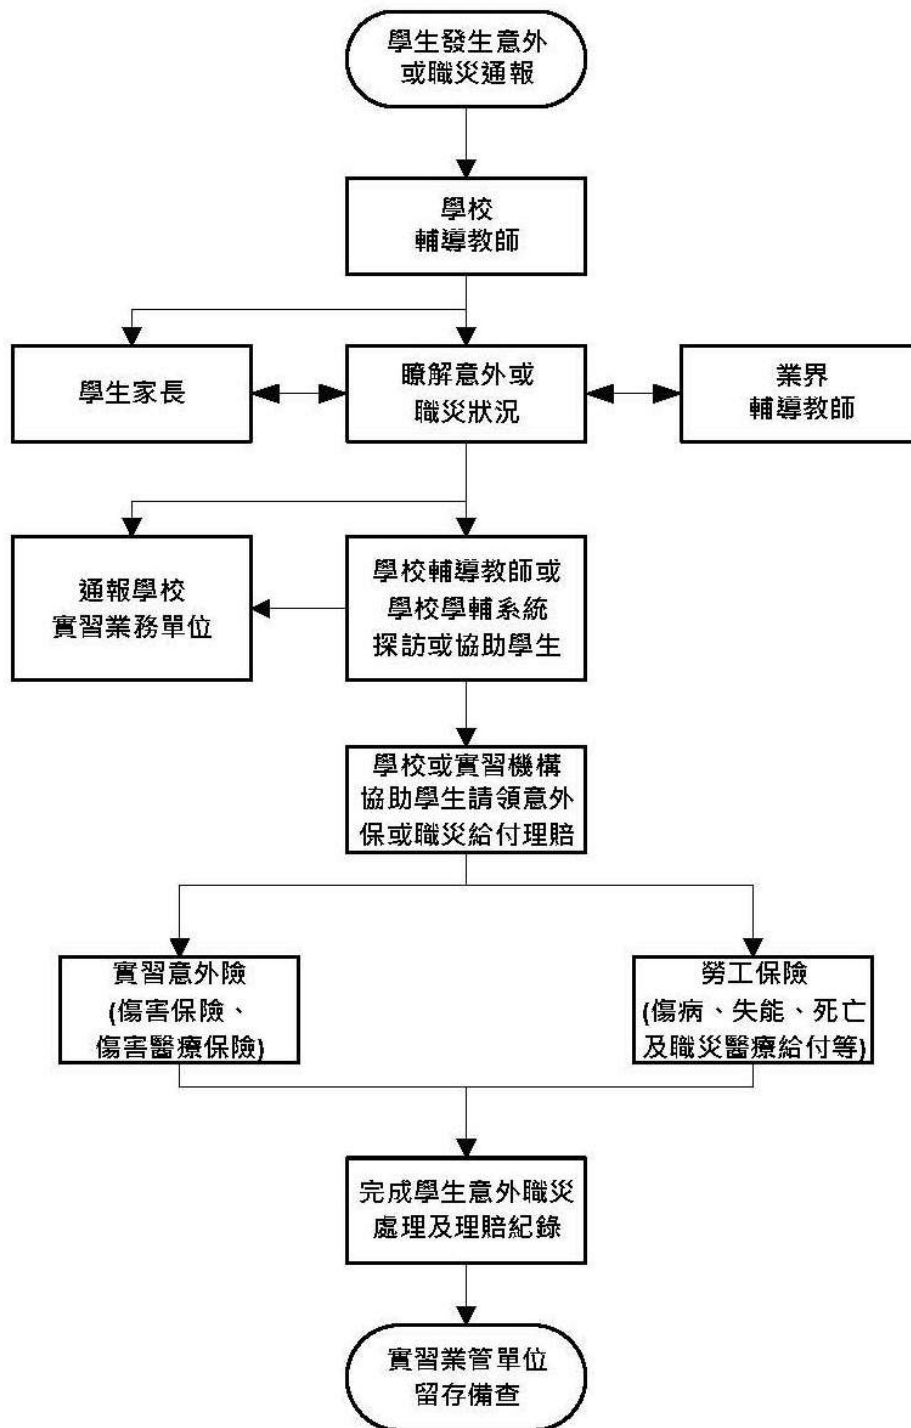 學生發生意外
或職災通報
學校
輔導教師
學生家長
瞭解意外或
職災狀況
業界
輔導教師
通報學校
實習業務單位
學校輔導教師或
學校學輔系統
探訪或協助學生
學校或實習機構
協助學生請領意外
保或職災給付理賠
實習意外險
(傷害保險、
傷害醫療保險)
勞工保險
(傷病、失能、死亡
及職災醫療給付等)
完成學生意外職災
處理及理賠紀錄
實習業管單位
留存備查